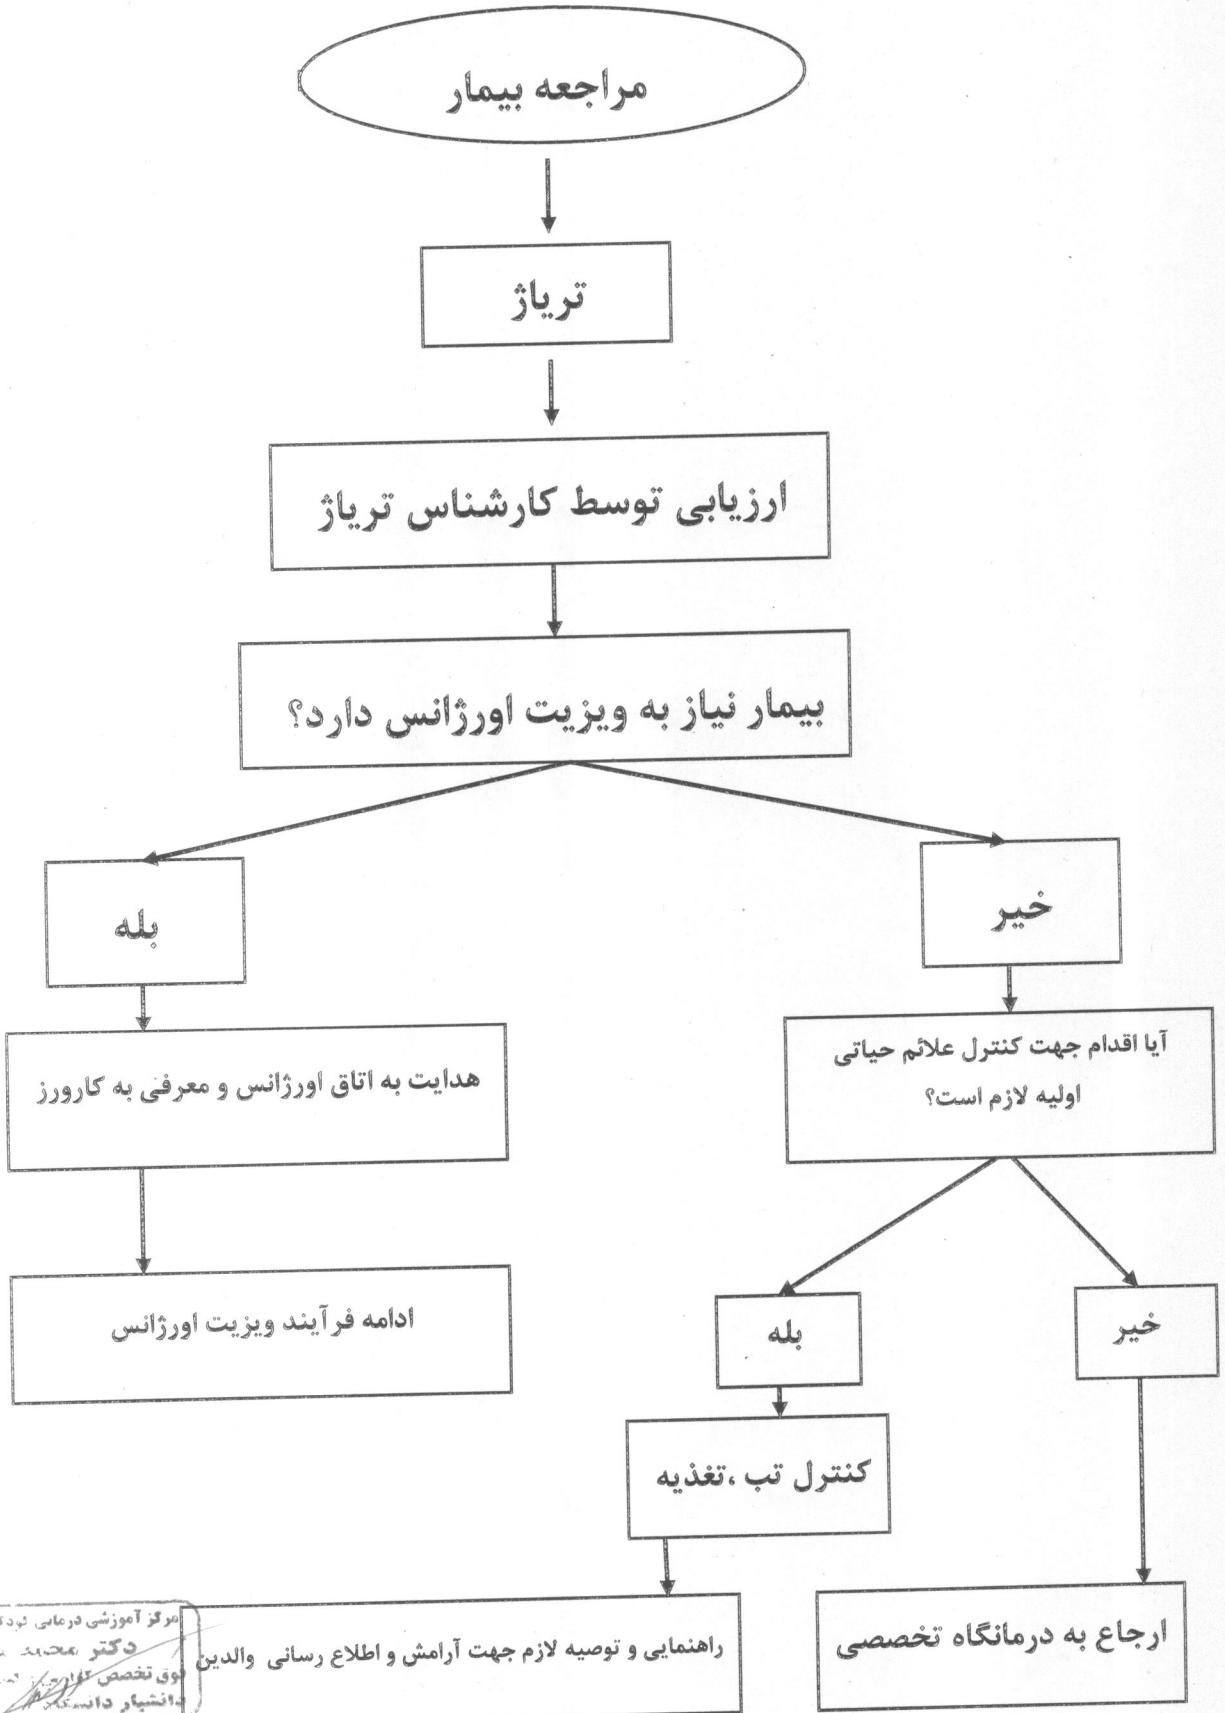 مراجعه بیمار
تریاژ
ارزیابی توسط کارشناس تریاژ
بیمار نیاز به ویزیت اورژانس دارد؟
خیر
بله
آیا اقدام جهت کنترل علائم حیاتی
اولیه لازم است؟
هدایت به اتاق اورژانس و معرفی به کارورز
ادامه فرآیند ویزیت اورژانس
خیر
بله
کنترل تب ،تغذیه
ارجاع به درمانگاه تخصصی
راهنمایی و توصیه لازم جهت آرامش و اطلاع رسانی والدین
مرکز آموزشی درمانی
دکتر
فوق تخصص
دانشیار